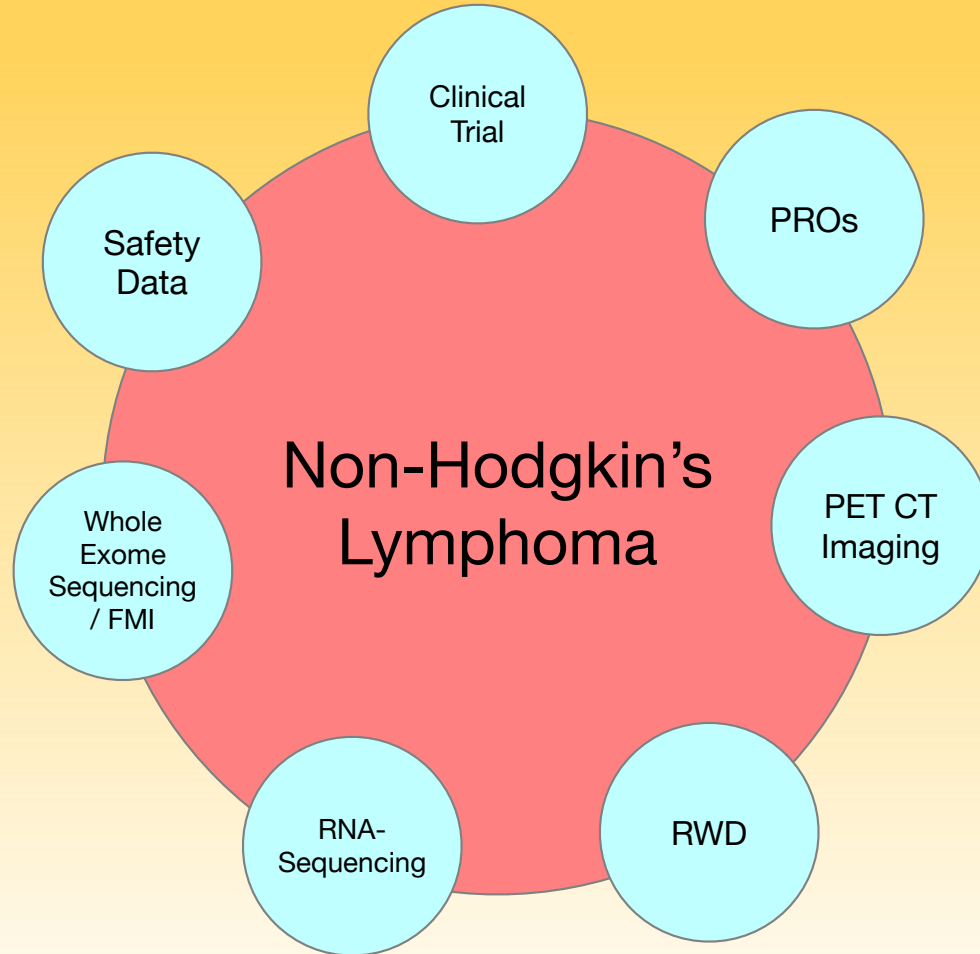 Clinical
Trial
PROs
Safety
Data
Non-Hodgkin’s
Lymphoma
PET CT
Imaging
Whole
Exome
Sequencing
/ FMI
RNA-
Sequencing
RWD